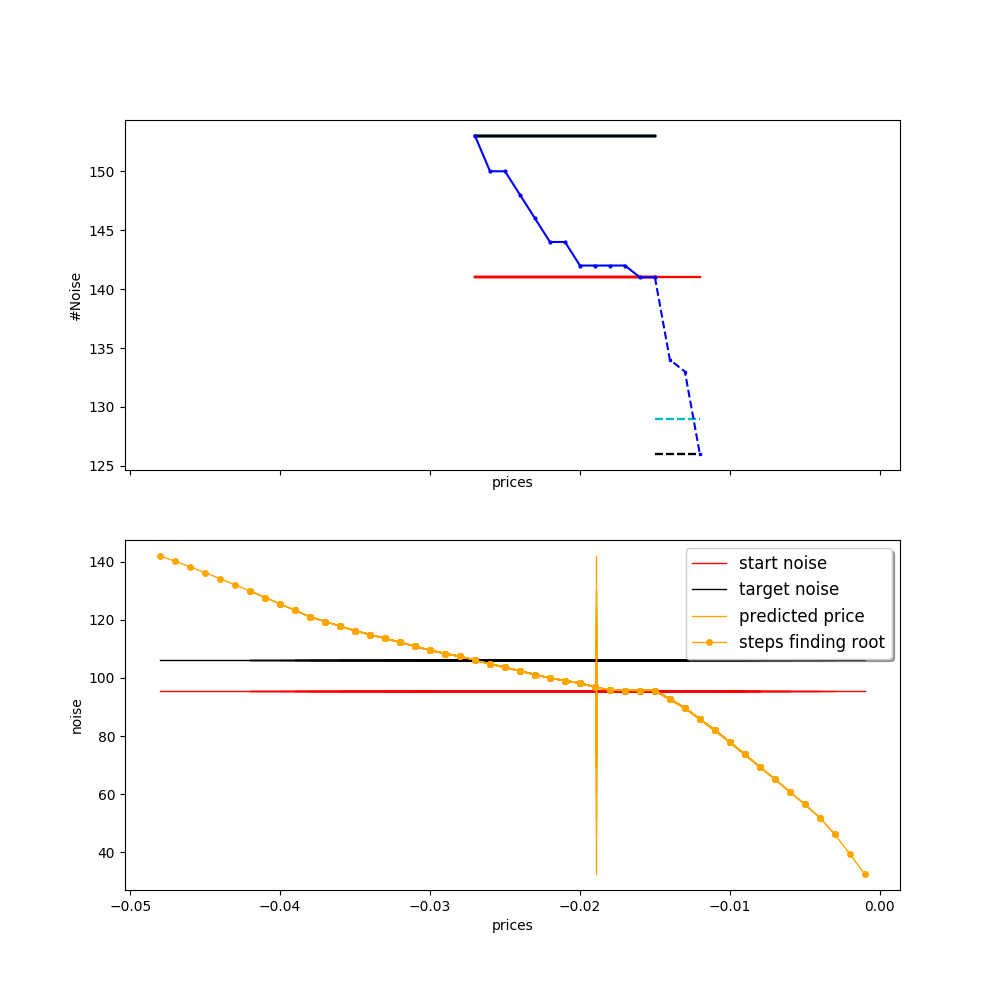 150
145
140
135
130
125
#Noise
prices
140
120
100
80
60
40
noise
start noise
target noise
predicted price
steps finding root
−0.05 −0.04 −0.03 −0.02 −0.01 0.00
prices